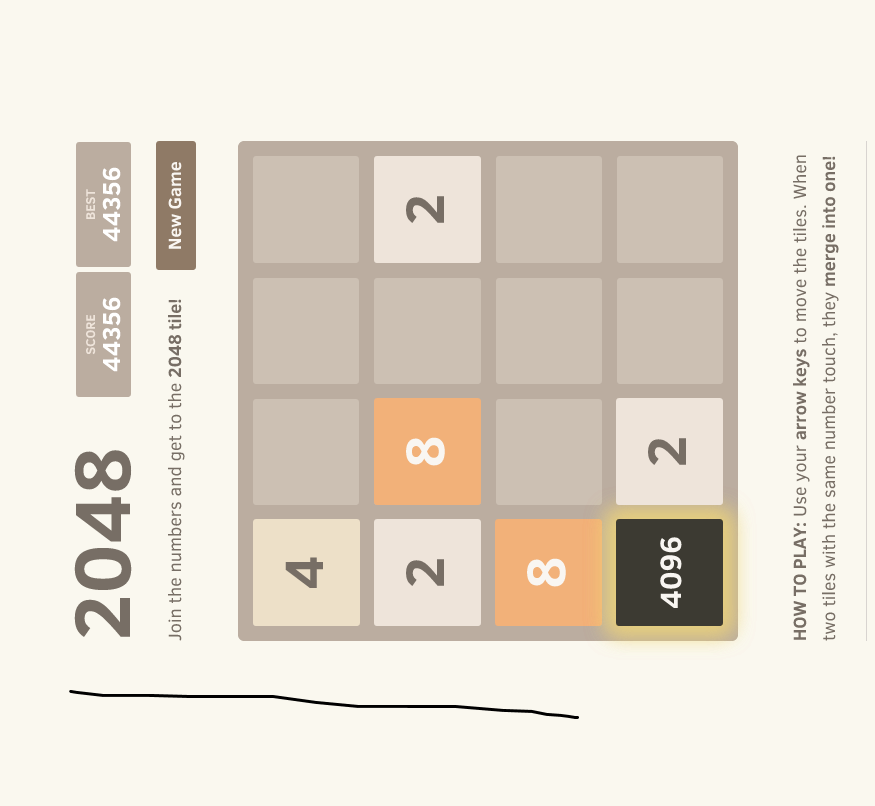 2048
SCORE
44356
BEST
44356
Join the numbers and get to the 2048 tile!
New Game
4
2 8 2
8
4096 2
HOW TO PLAY: Use your arrow keys to move the tiles. When
two tiles with the same number touch, they merge into one!